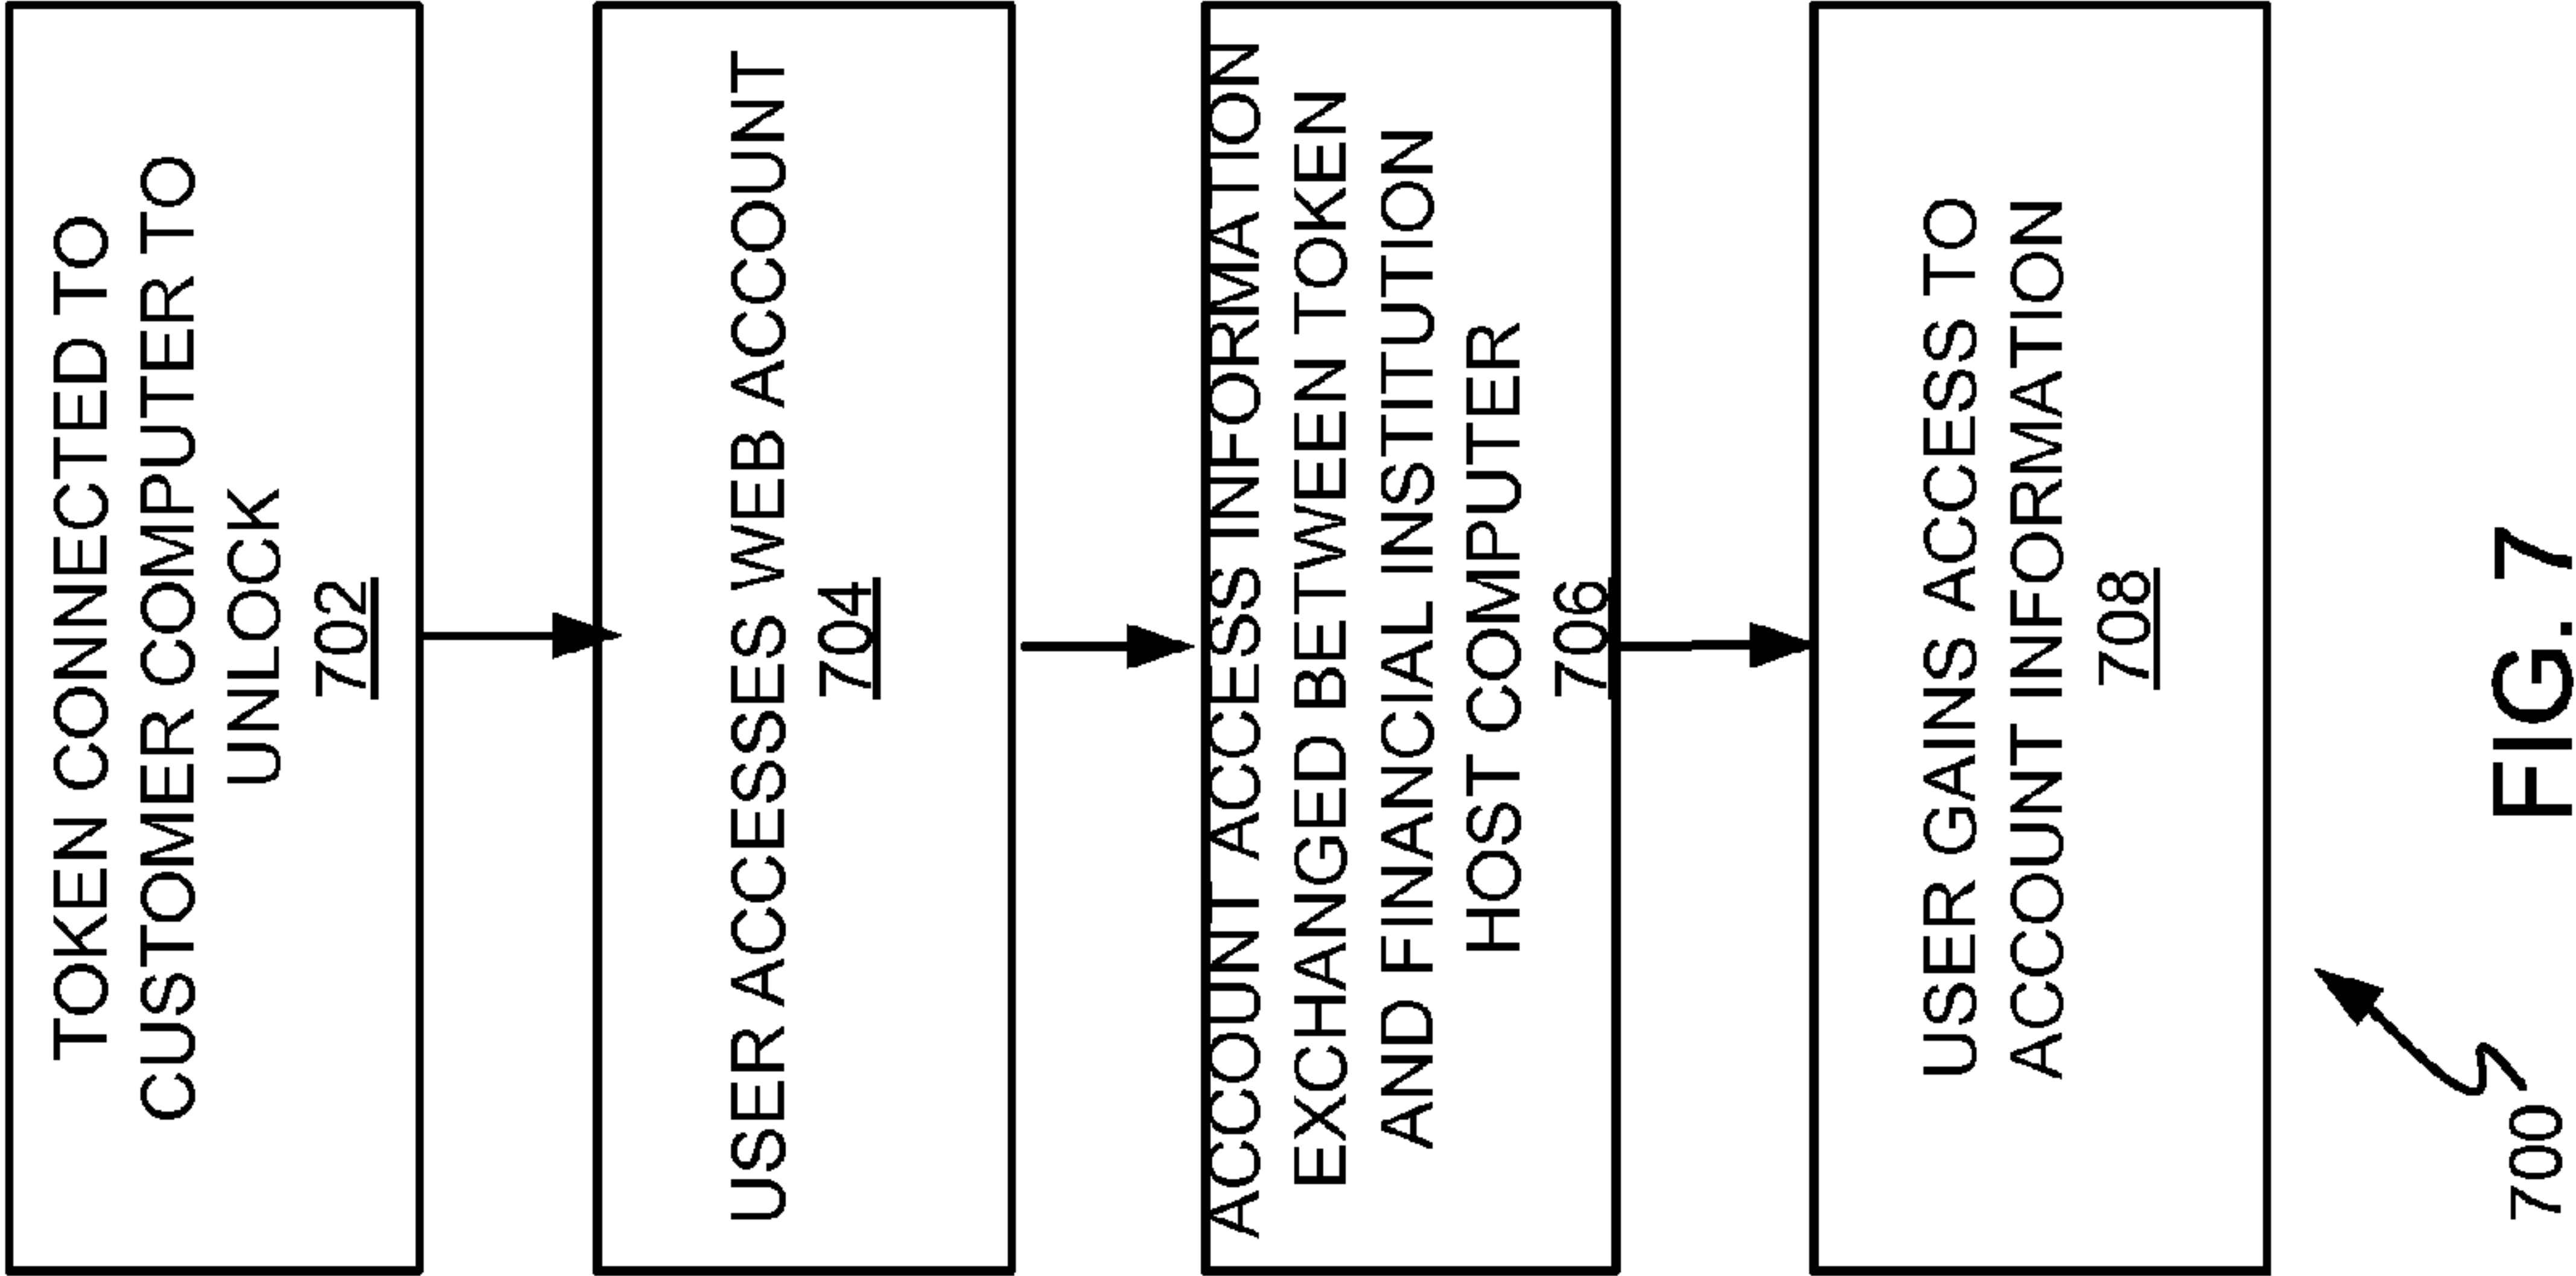 TOKEN CONNECTED TO
CUSTOMER COMPUTER TO
UNLOCK
702
USER ACCESSES WEB ACCOUNT
704
ACCOUNT ACCESS INFORMATION
EXCHANGED BETWEEN TOKEN
AND FINANCIAL INSTITUTION
HOST COMPUTER
706
USER GAINS ACCESS TO
ACCOUNT INFORMATION
708
700
FIG. 7